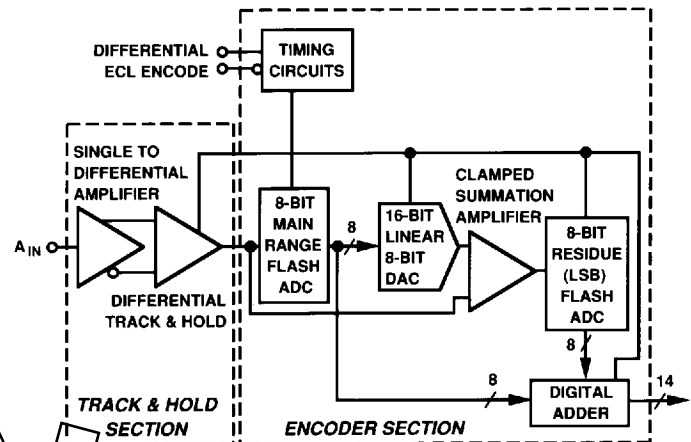 DIFFERENTIAL
ECL ENCODE
TIMING
CIRCUITS
SINGLE TO
DIFFERENTIAL
AMPLIFIER
A IN
DIFFERENTIAL
TRACK & HOLD
8-BIT
MAIN
RANGE
FLASH
ADC
8
16-BIT
LINEAR
8-BIT
DAC
CLAMPED
SUMMATION
AMPLIFIER
8-BIT
RESIDUE
(LSB)
FLASH
ADC
8
8
DIGITAL
ADDER
14
TRACK & HOLD
SECTION
ENCODER SECTION